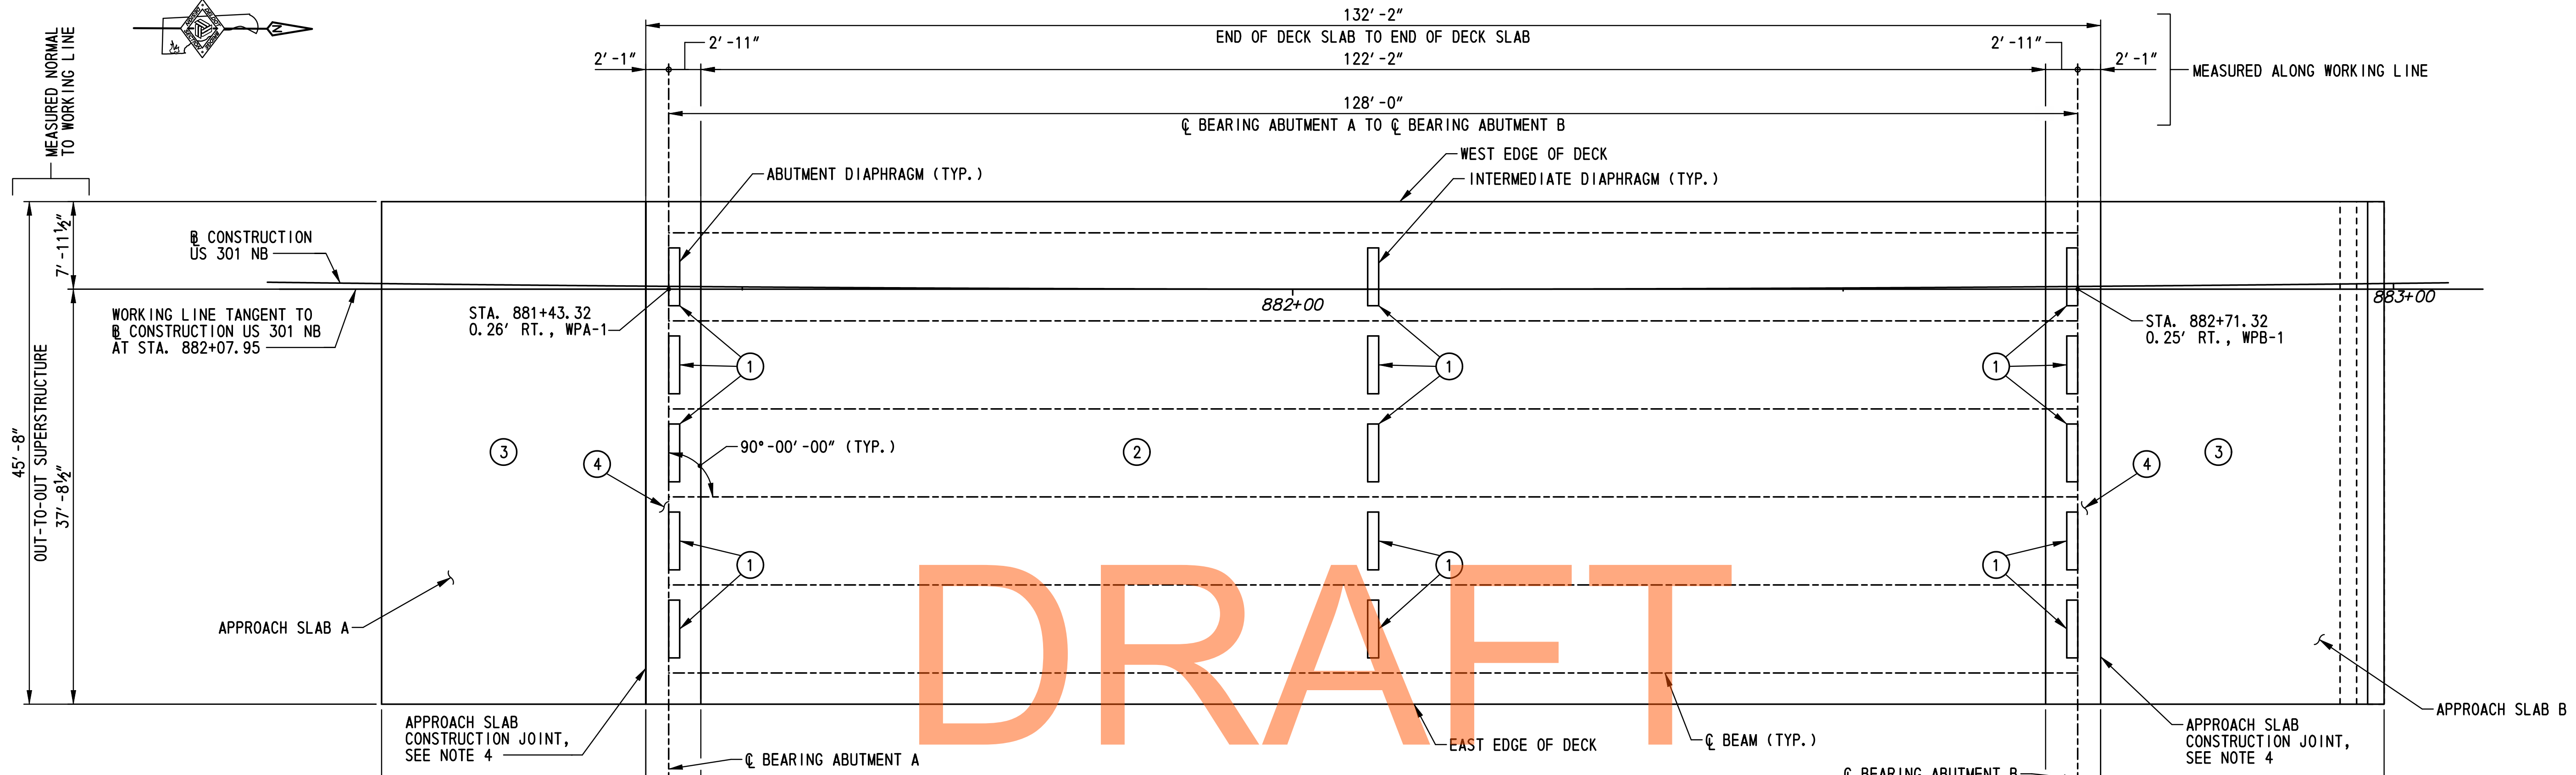 132'-2"
END OF DECK SLAB TO END OF DECK SLAB
MEASURED NORMAL
TO WORKING LINE
N
2'-1"
2'-11"
122'-2"
2'-11"
2'-1"
MEASURED ALONG WORKING LINE
128'-0"
℄ BEARING ABUTMENT A TO ℄ BEARING ABUTMENT B
WEST EDGE OF DECK
ABUTMENT DIAPHRAGM (TYP.)
INTERMEDIATE DIAPHRAGM (TYP.)
7'-11½"
BL CONSTRUCTION
US 301 NB
WORKING LINE TANGENT TO
BL CONSTRUCTION US 301 NB
AT STA. 882+07.95
STA. 881+43.32
0.26' RT., WPA-1
882+00
883+00
STA. 882+71.32
0.25' RT., WPB-1
1
1
1
45'-8"
OUT-TO-OUT SUPERSTRUCTURE
37'-8½"
3
4
90°-00'-00" (TYP.)
2
4
3
1
1
1
DRAFT
APPROACH SLAB A
APPROACH SLAB B
APPROACH SLAB
CONSTRUCTION JOINT,
SEE NOTE 4
℄ BEARING ABUTMENT A
EAST EDGE OF DECK
℄ BEAM (TYP.)
APPROACH SLAB
CONSTRUCTION JOINT,
SEE NOTE 4
℄ BEARING ABUTMENT B